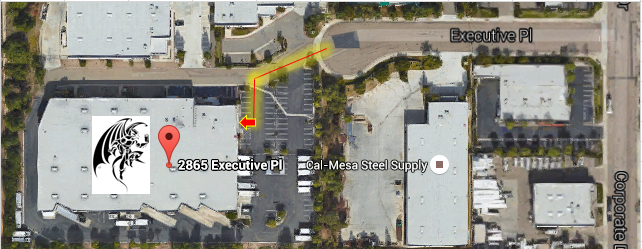 Executive Pl
2865 Executive Pl
Cal-Mesa Steel Supply
Corporate